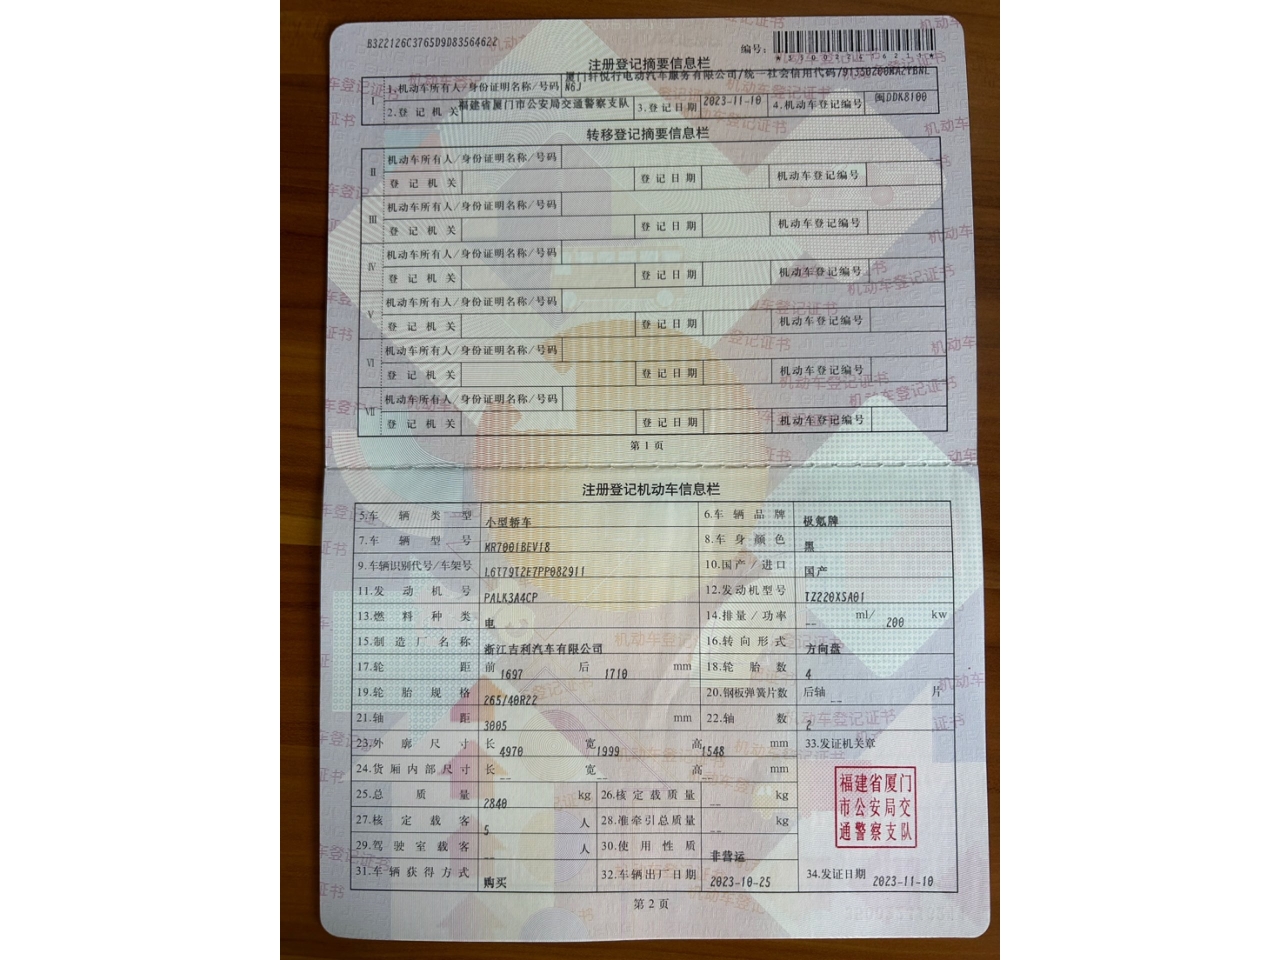 B322126C3765D9D83564622
编号：
注册登记摘要信息栏
I 1.机动车所有人/身份证明名称/号码 厦门轩悦行电动汽车服务有限公司/统一社会信用代码/91350200MA2YBNL
N6J
2.登记机关 福建省厦门市公安局交通警察支队 3.登记日期 2023-11-10 4.机动车登记编号 闽DDK8100
转移登记摘要信息栏
II 机动车所有人/身份证明名称/号码
登记机关 登记日期 机动车登记编号
III 机动车所有人/身份证明名称/号码
登记机关 登记日期 机动车登记编号
IV 机动车所有人/身份证明名称/号码
登记机关 登记日期 机动车登记编号
V 机动车所有人/身份证明名称/号码
登记机关 登记日期 机动车登记编号
VI 机动车所有人/身份证明名称/号码
登记机关 登记日期 机动车登记编号
VII 机动车所有人/身份证明名称/号码
登记机关 登记日期 机动车登记编号
第1页
注册登记机动车信息栏
5.车辆类型 小型轿车 6.车辆品牌 极氪牌
7.车辆型号 MR7001BEV18 8.车身颜色 黑
9.车辆识别代号/车架号 L6T79T2E7PP082911 10.国产/进口 国产
11.发动机号 PALK3A4CP 12.发动机型号 TZ220XSA01
13.燃料种类 电 14.排量/功率 -- ml/ 200 kw
15.制造厂名称 浙江吉利汽车有限公司 16.转向形式 方向盘
17.轮距 前 1697 后 1710 mm 18.轮胎数 4
19.轮胎规格 265/40R22 20.钢板弹簧片数 后轴 -- 片
21.轴距 3005 mm 22.轴数 2
23.外廓尺寸 长 4970 宽 1999 高 1548 mm 33.发证机关章
24.货厢内部尺寸 长 -- 宽 -- 高 -- mm
25.总质量 2840 kg 26.核定载质量 -- kg
27.核定载客 5 人 28.准牵引总质量 -- kg
29.驾驶室载客 -- 人 30.使用性质 非营运
福建省厦门
市公安局交
通警察支队
31.车辆获得方式 购买 32.车辆出厂日期 2023-10-25 34.发证日期 2023-11-10
第2页